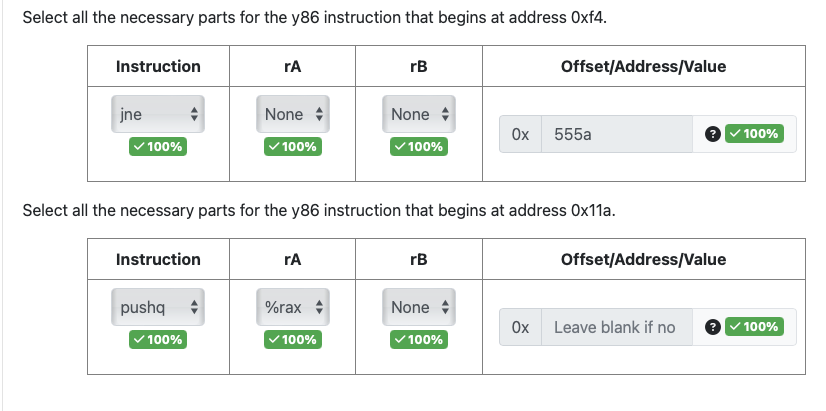 Select all the necessary parts for the y86 instruction that begins at address 0xf4.
Instruction rA rB Offset/Address/Value
jne None None 0x 555a ? ✓ 100%
✓ 100% ✓ 100% ✓ 100%
Select all the necessary parts for the y86 instruction that begins at address 0x11a.
Instruction rA rB Offset/Address/Value
pushq %rax None 0x Leave blank if no ? ✓ 100%
✓ 100% ✓ 100% ✓ 100%